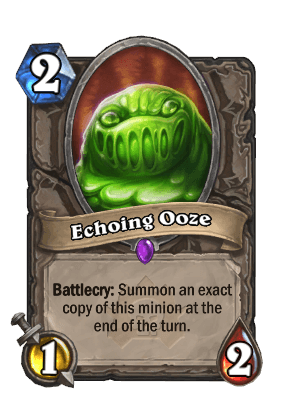 2
Echoing Ooze
Battlecry: Summon an exact
copy of this minion at the
end of the turn.
1
2